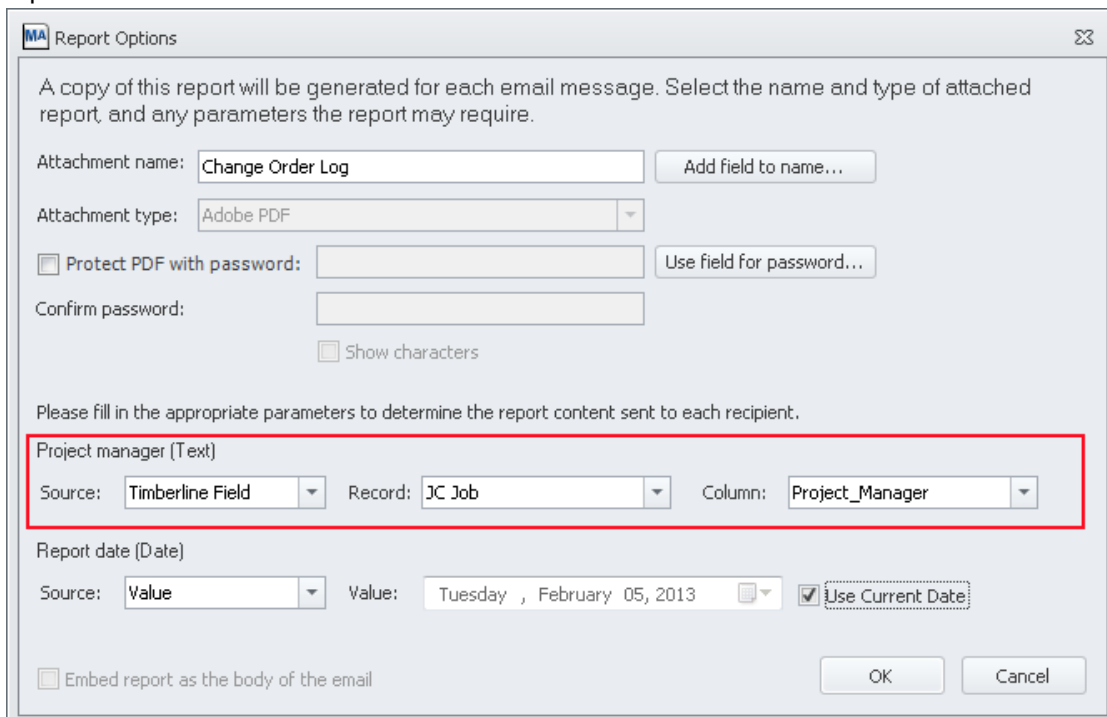 MA Report Options
A copy of this report will be generated for each email message. Select the name and type of attached
report, and any parameters the report may require.
Attachment name: Change Order Log Add field to name...
Attachment type: Adobe PDF
Protect PDF with password: Use field for password...
Confirm password:
Show characters
Please fill in the appropriate parameters to determine the report content sent to each recipient.
Project manager (Text)
Source: Timberline Field Record: JC Job Column: Project_Manager
Report date (Date)
Source: Value Value: Tuesday , February 05, 2013 Use Current Date
Embed report as the body of the email OK Cancel